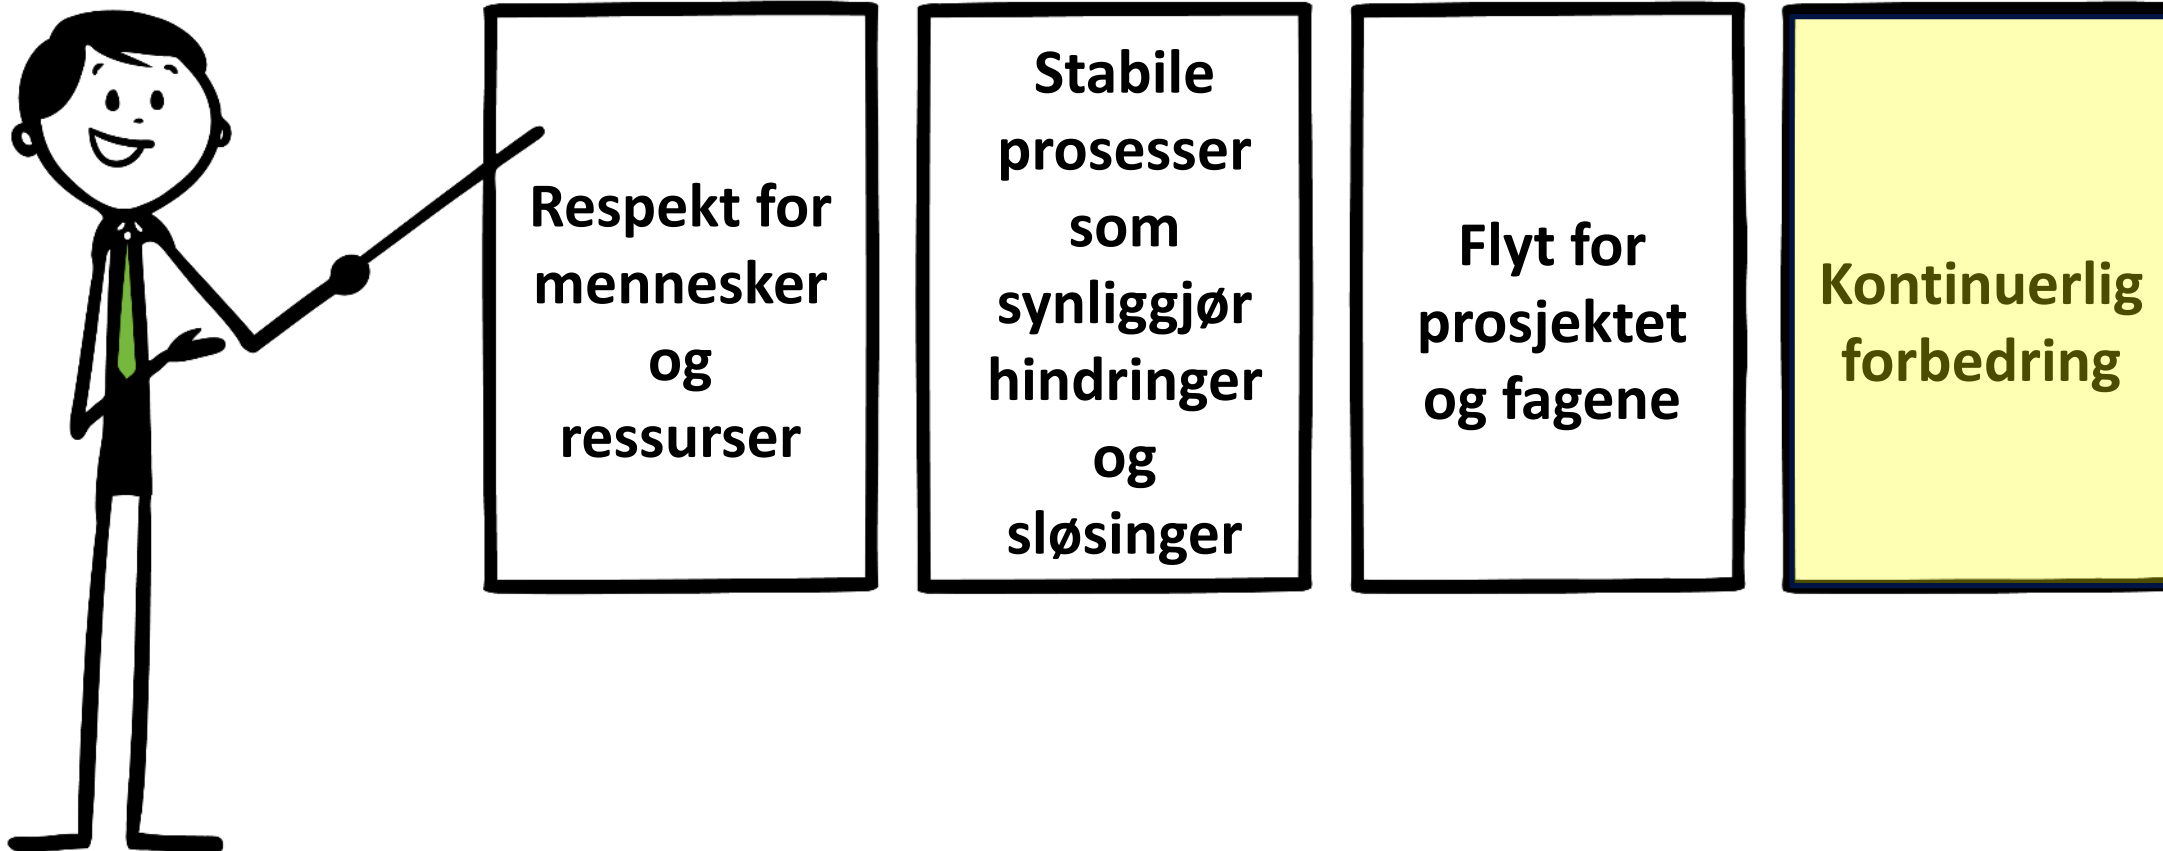 Respekt for
mennesker
og
ressurser
Stabile
prosesser
som
synliggjør
hindringer
og
sløsinger
Flyt for
prosjektet
og fagene
Kontinuerlig
forbedring